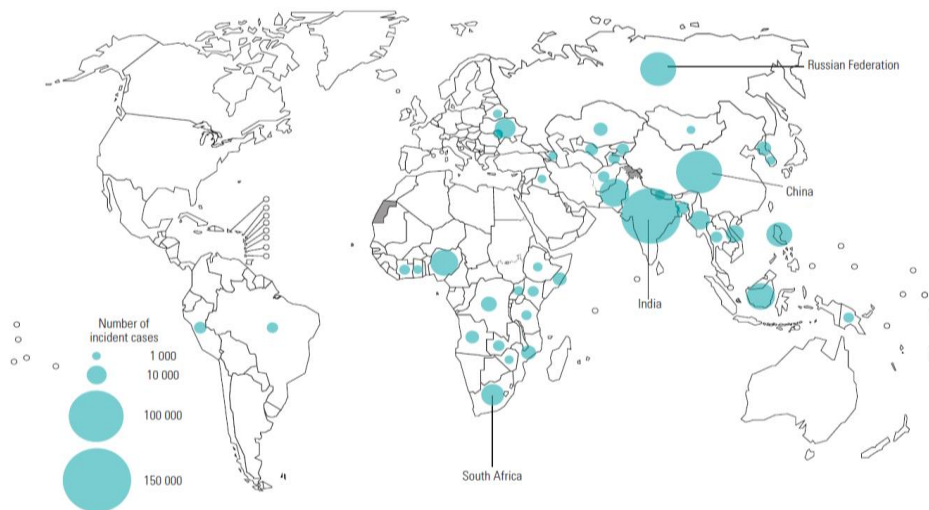 Russian Federation
China
India
South Africa
Number of
incident cases
1 000
10 000
100 000
150 000